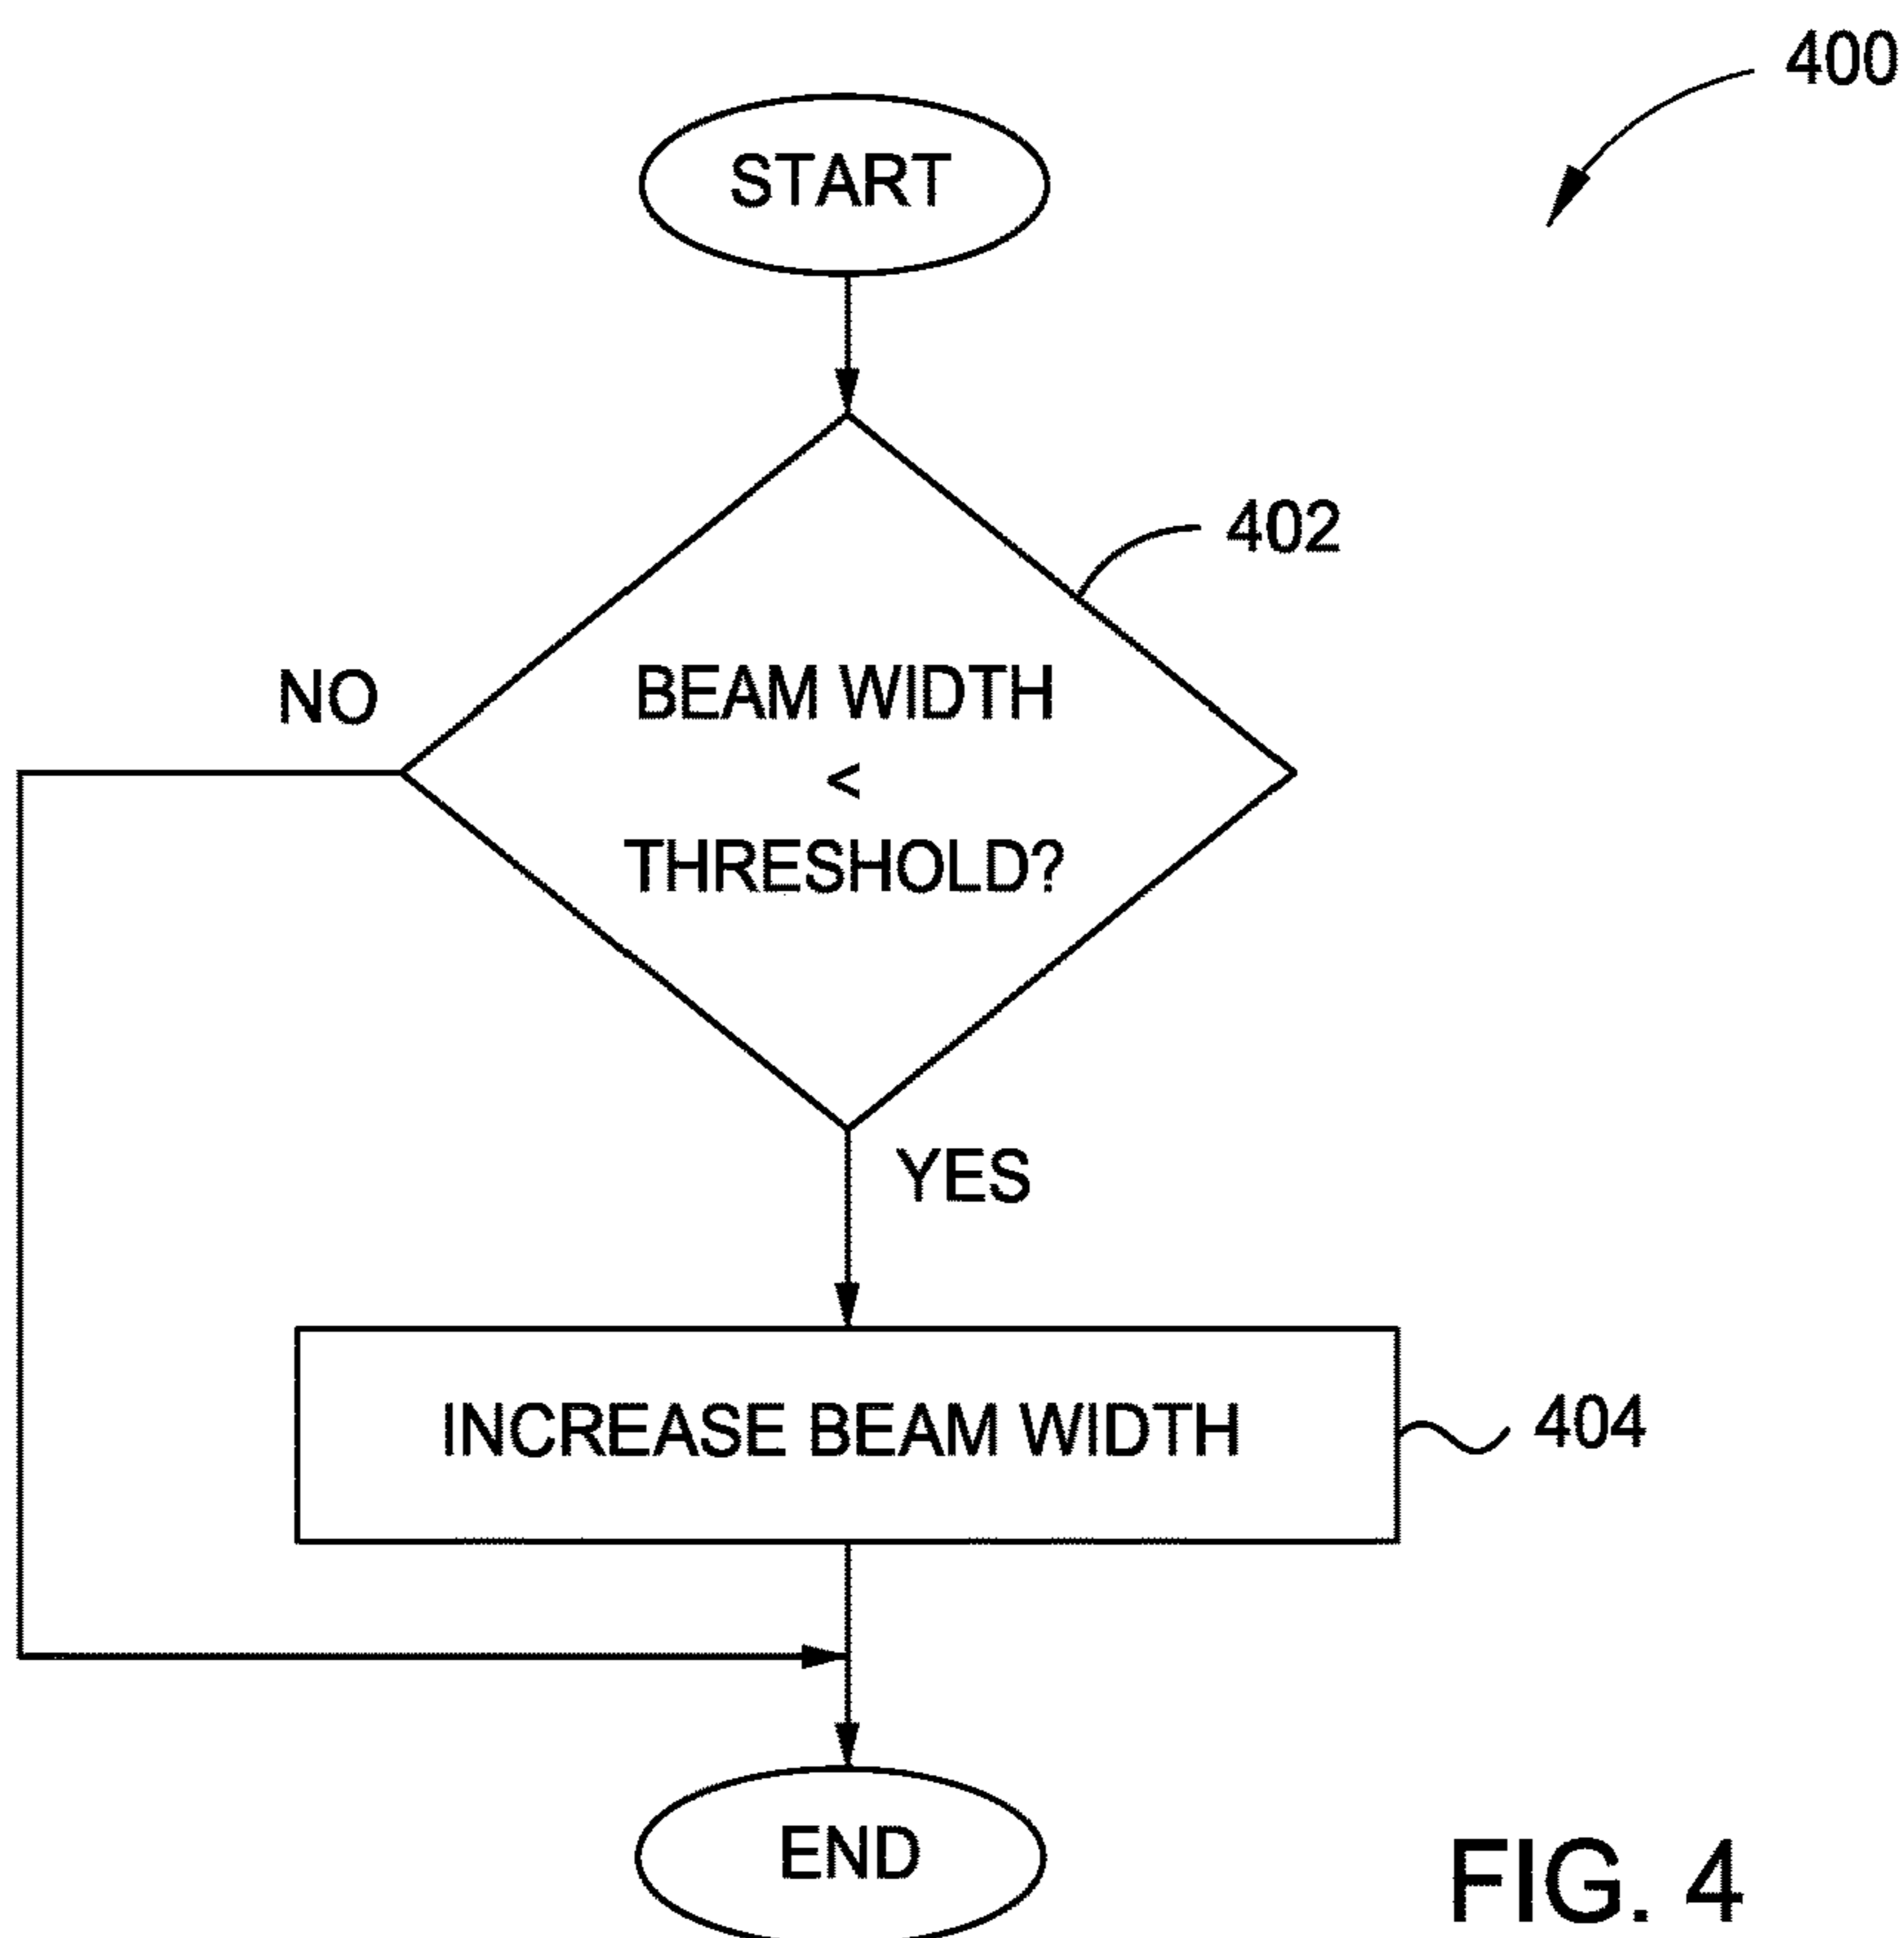 400
START
402
NO
BEAM WIDTH
<
THRESHOLD?
YES
INCREASE BEAM WIDTH
404
END
FIG. 4